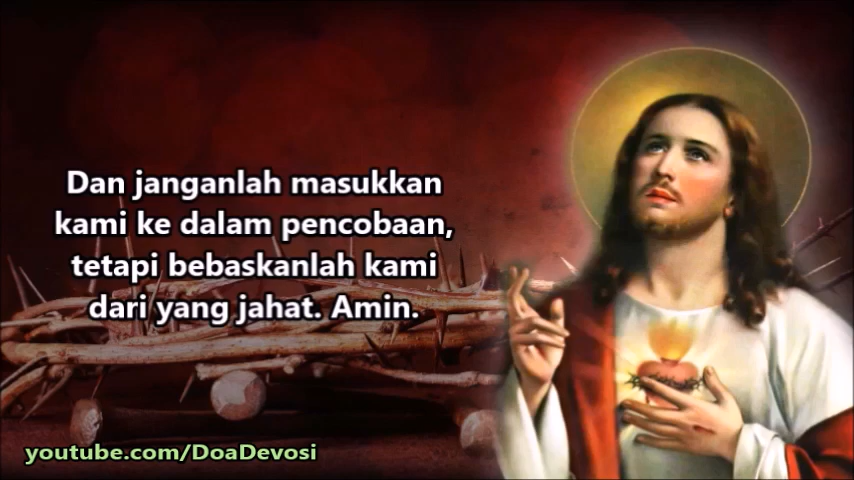 Dan janganlah masukkan
kami ke dalam pencobaan,
tetapi bebaskanlah kami
dari yang jahat. Amin.
youtube.com/DoaDevosi